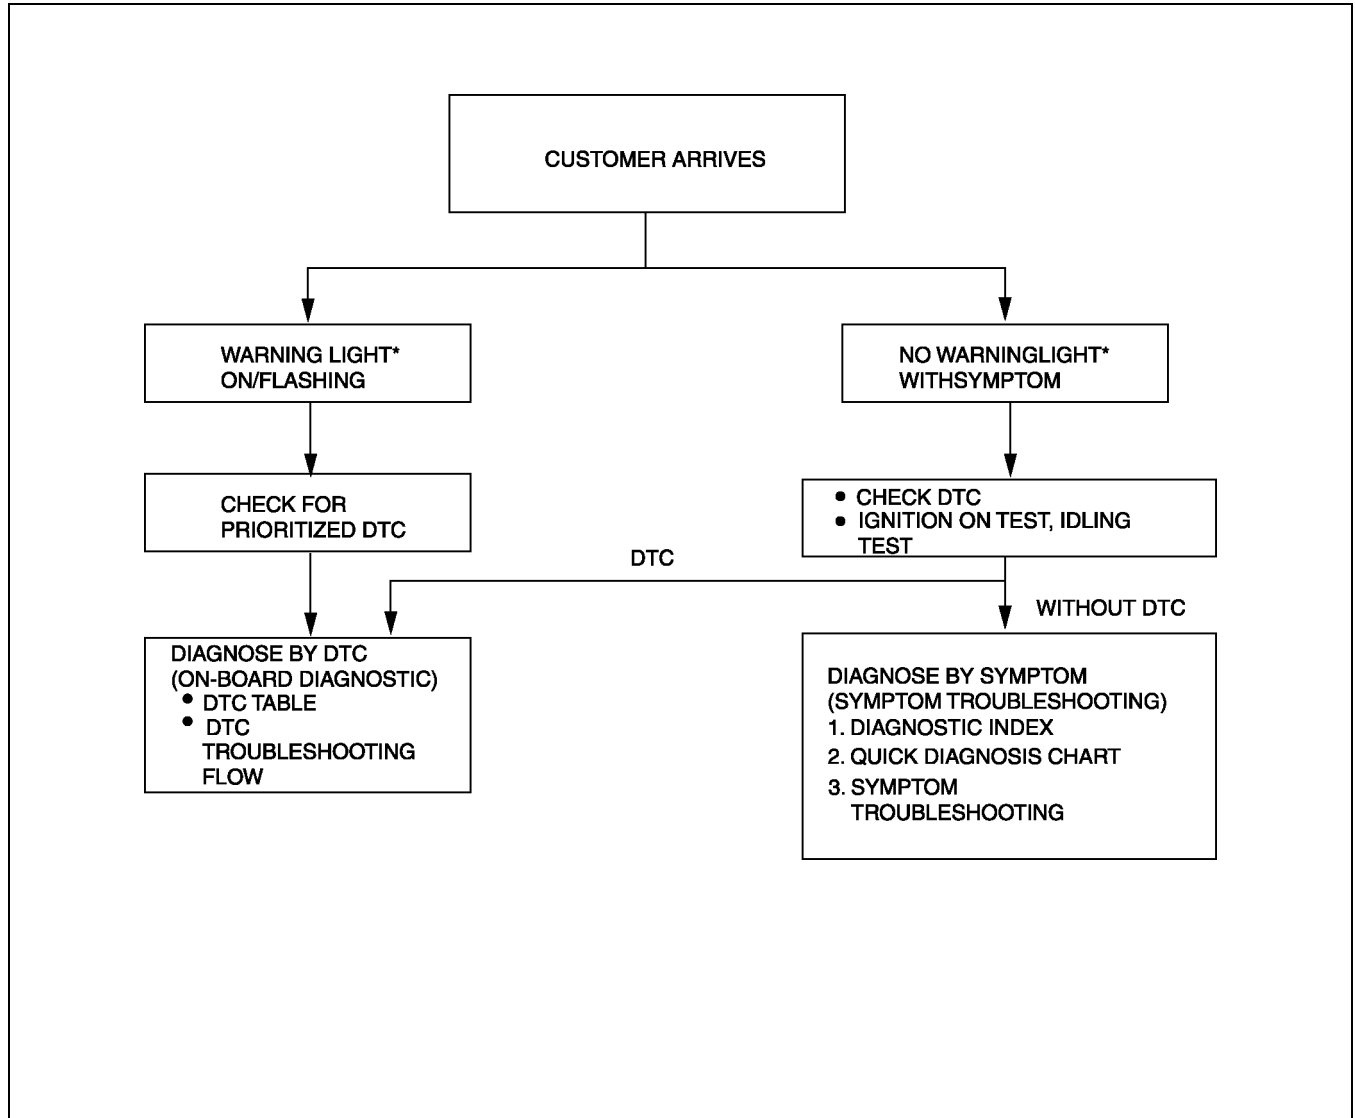 CUSTOMER ARRIVES
WARNING LIGHT*
ON/FLASHING
NO WARNINGLIGHT*
WITHSYMPTOM
CHECK FOR
PRIORITIZED DTC
• CHECK DTC
• IGNITION ON TEST, IDLING
TEST
DTC
WITHOUT DTC
DIAGNOSE BY DTC
(ON-BOARD DIAGNOSTIC)
• DTC TABLE
• DTC
TROUBLESHOOTING
FLOW
DIAGNOSE BY SYMPTOM
(SYMPTOM TROUBLESHOOTING)
1. DIAGNOSTIC INDEX
2. QUICK DIAGNOSIS CHART
3. SYMPTOM
TROUBLESHOOTING